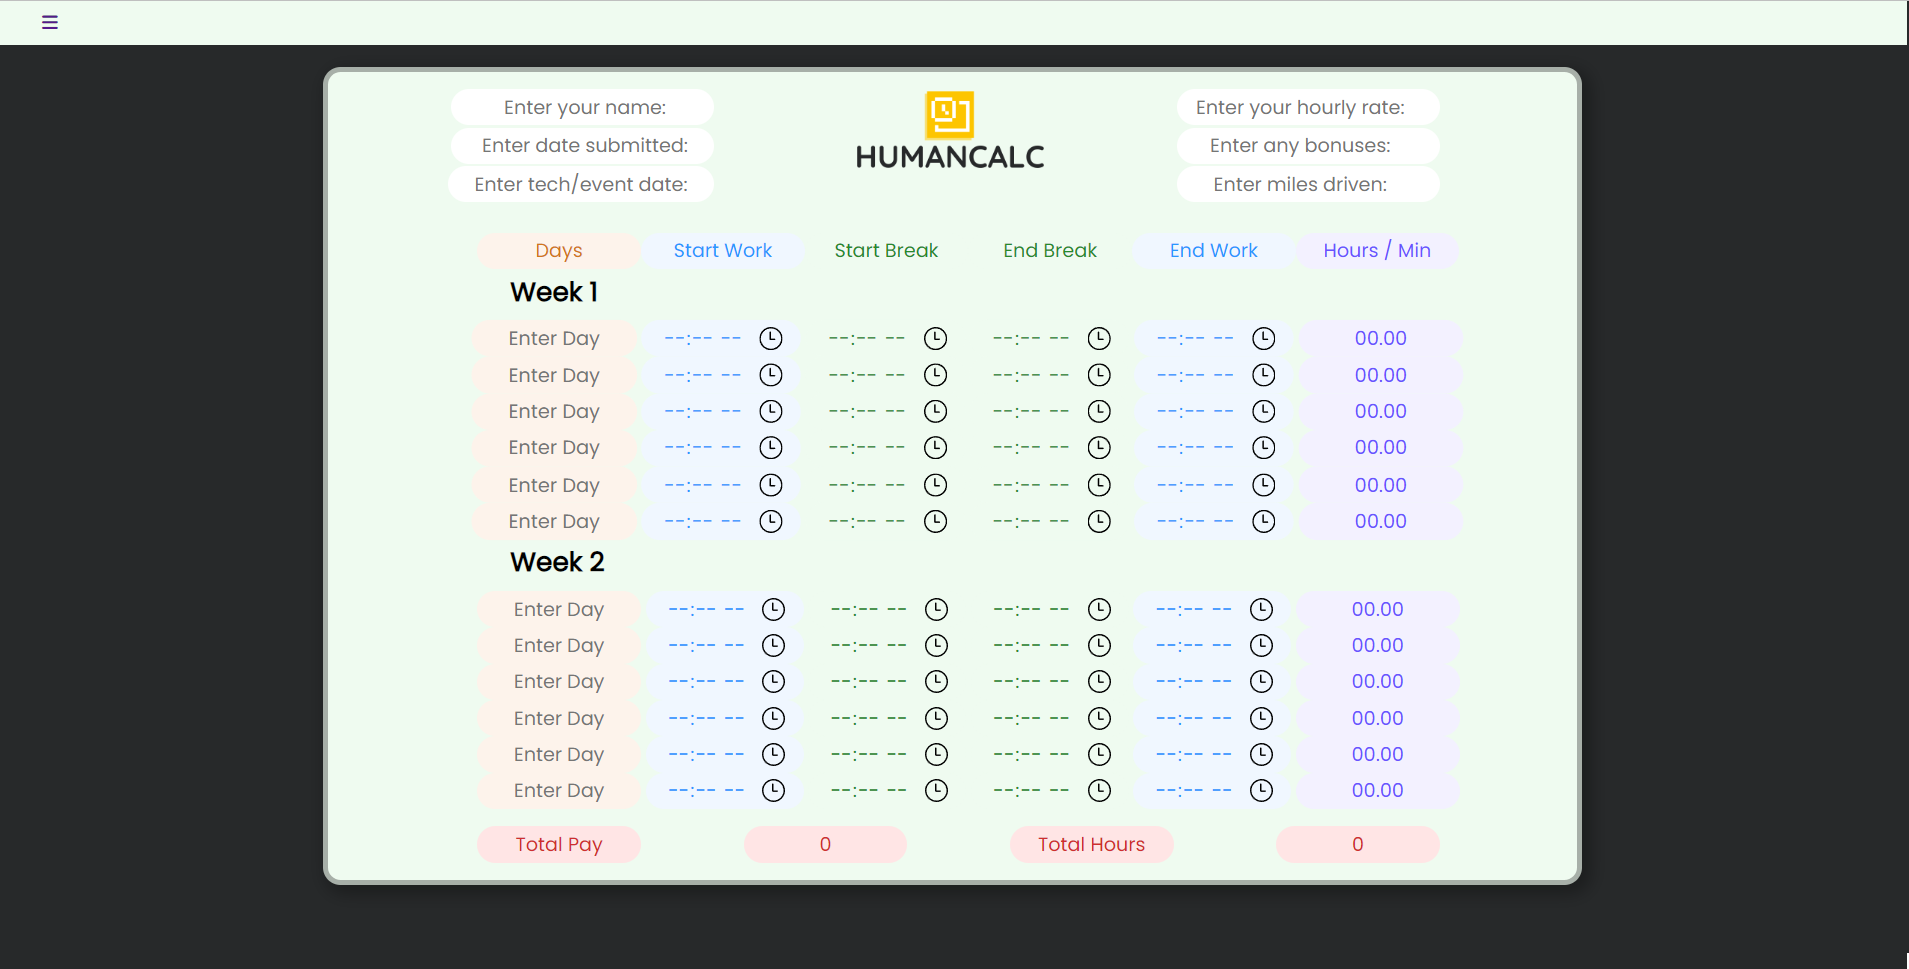 Enter your name:
Enter date submitted:
Enter tech/event date:
HUMANCALC
Enter your hourly rate:
Enter any bonuses:
Enter miles driven:
Days Start Work Start Break End Break End Work Hours / Min
Week 1
Enter Day --:-- -- --:-- -- --:-- -- --:-- -- 00.00
Enter Day --:-- -- --:-- -- --:-- -- --:-- -- 00.00
Enter Day --:-- -- --:-- -- --:-- -- --:-- -- 00.00
Enter Day --:-- -- --:-- -- --:-- -- --:-- -- 00.00
Enter Day --:-- -- --:-- -- --:-- -- --:-- -- 00.00
Enter Day --:-- -- --:-- -- --:-- -- --:-- -- 00.00
Week 2
Enter Day --:-- -- --:-- -- --:-- -- --:-- -- 00.00
Enter Day --:-- -- --:-- -- --:-- -- --:-- -- 00.00
Enter Day --:-- -- --:-- -- --:-- -- --:-- -- 00.00
Enter Day --:-- -- --:-- -- --:-- -- --:-- -- 00.00
Enter Day --:-- -- --:-- -- --:-- -- --:-- -- 00.00
Enter Day --:-- -- --:-- -- --:-- -- --:-- -- 00.00
Total Pay 0 Total Hours 0